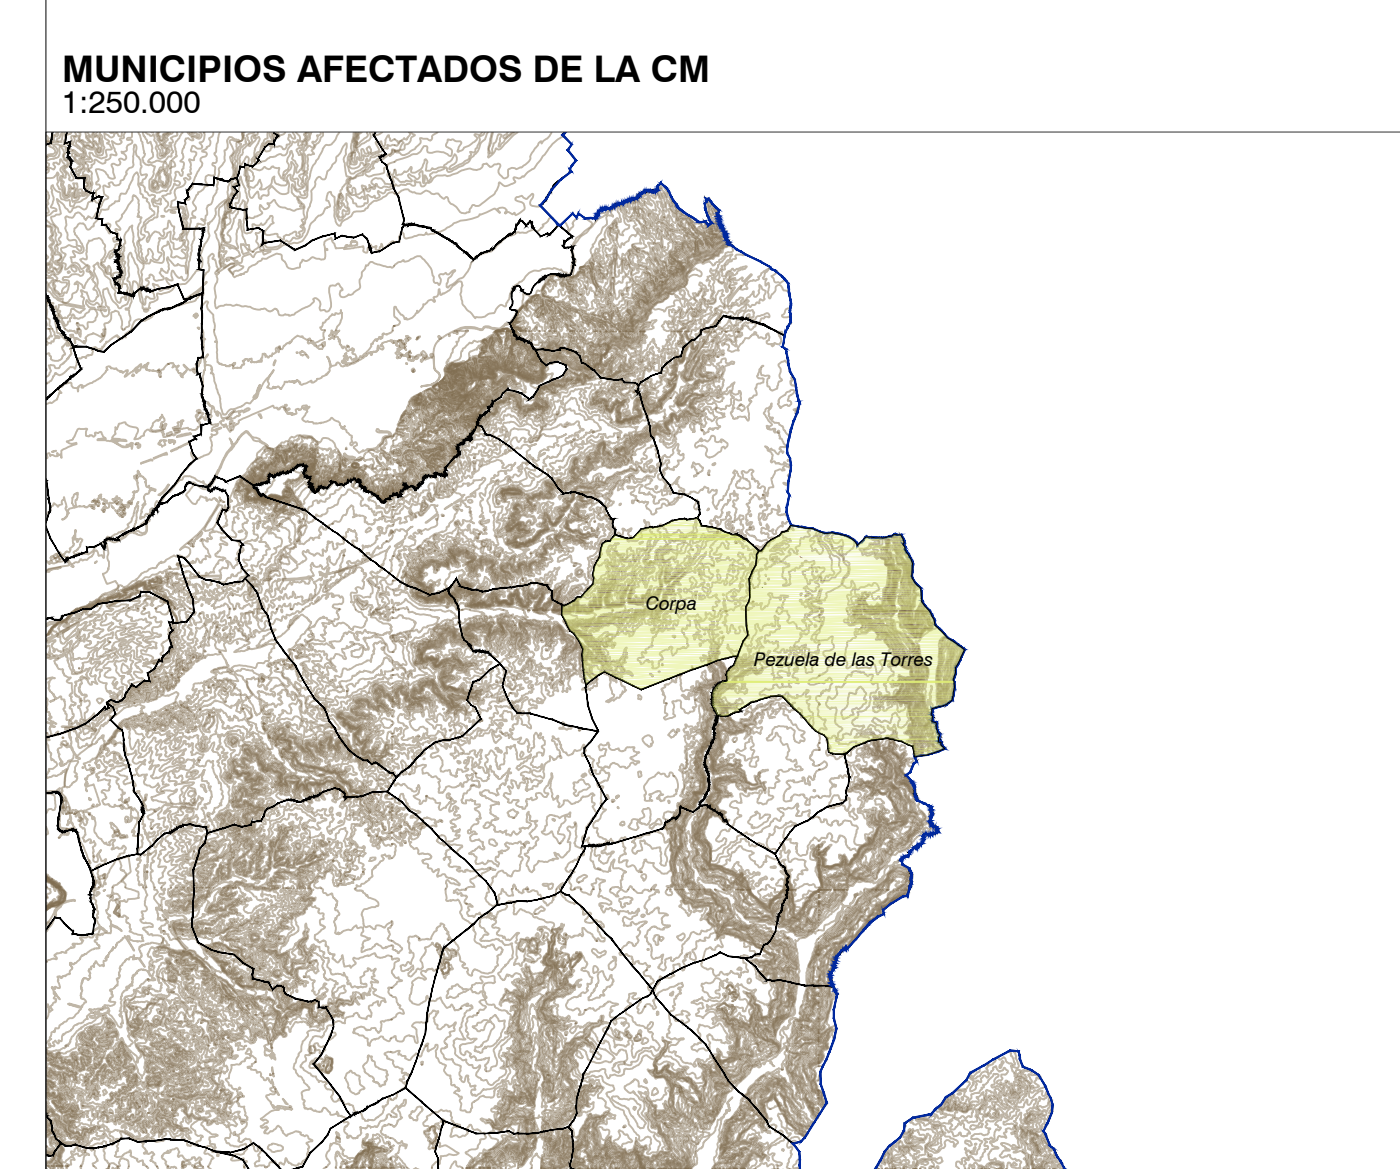 MUNICIPIOS AFECTADOS DE LA CM
1:250.000
Corpa
Pezuela de las Torres